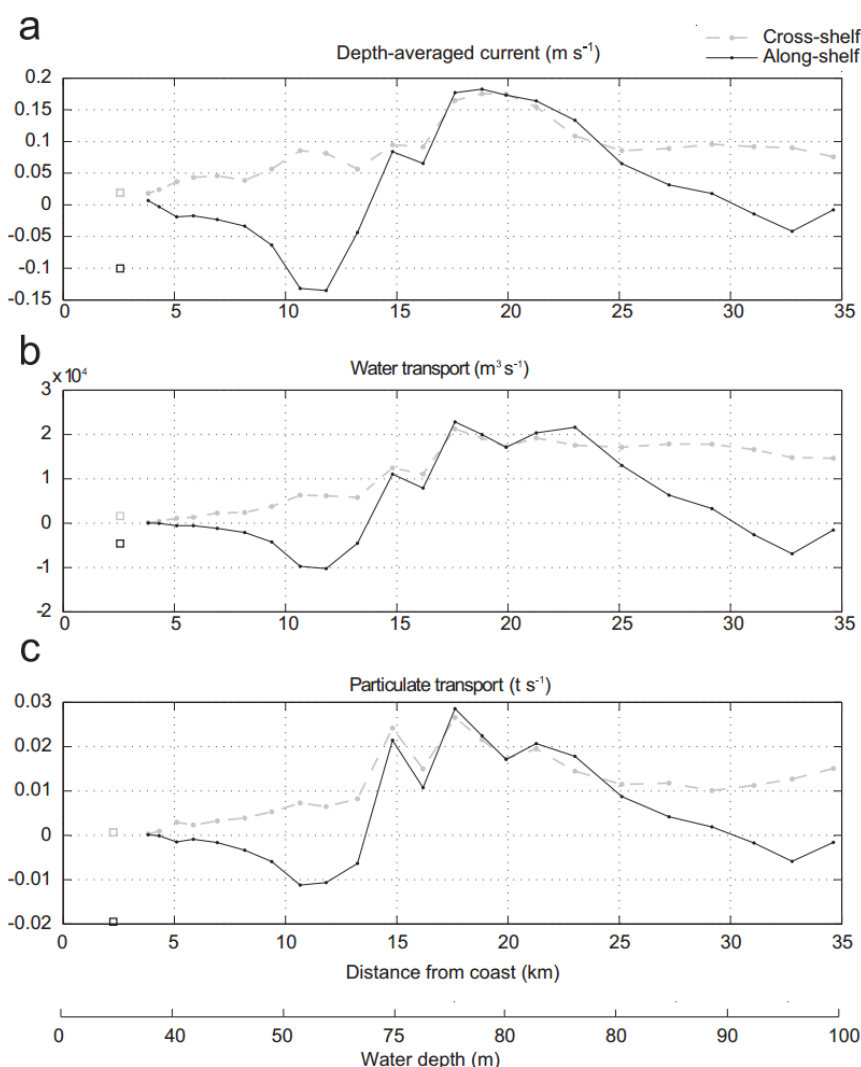 a
Cross-shelf
Along-shelf
Depth-averaged current (m s⁻¹)
0.2
0.15
0.1
0.05
0
-0.05
-0.1
-0.15
0 5 10 15 20 25 30 35
b
Water transport (m³ s⁻¹)
×10⁴
3
2
1
0
-1
-2
0 5 10 15 20 25 30 35
c
Particulate transport (t s⁻¹)
0.03
0.02
0.01
0
-0.01
-0.02
0 5 10 15 20 25 30 35
Distance from coast (km)
0 40 50 75 80 80 90 100
Water depth (m)